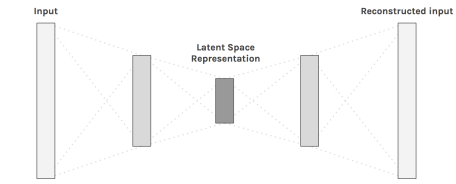 Input
Reconstructed input
Latent Space
Representation